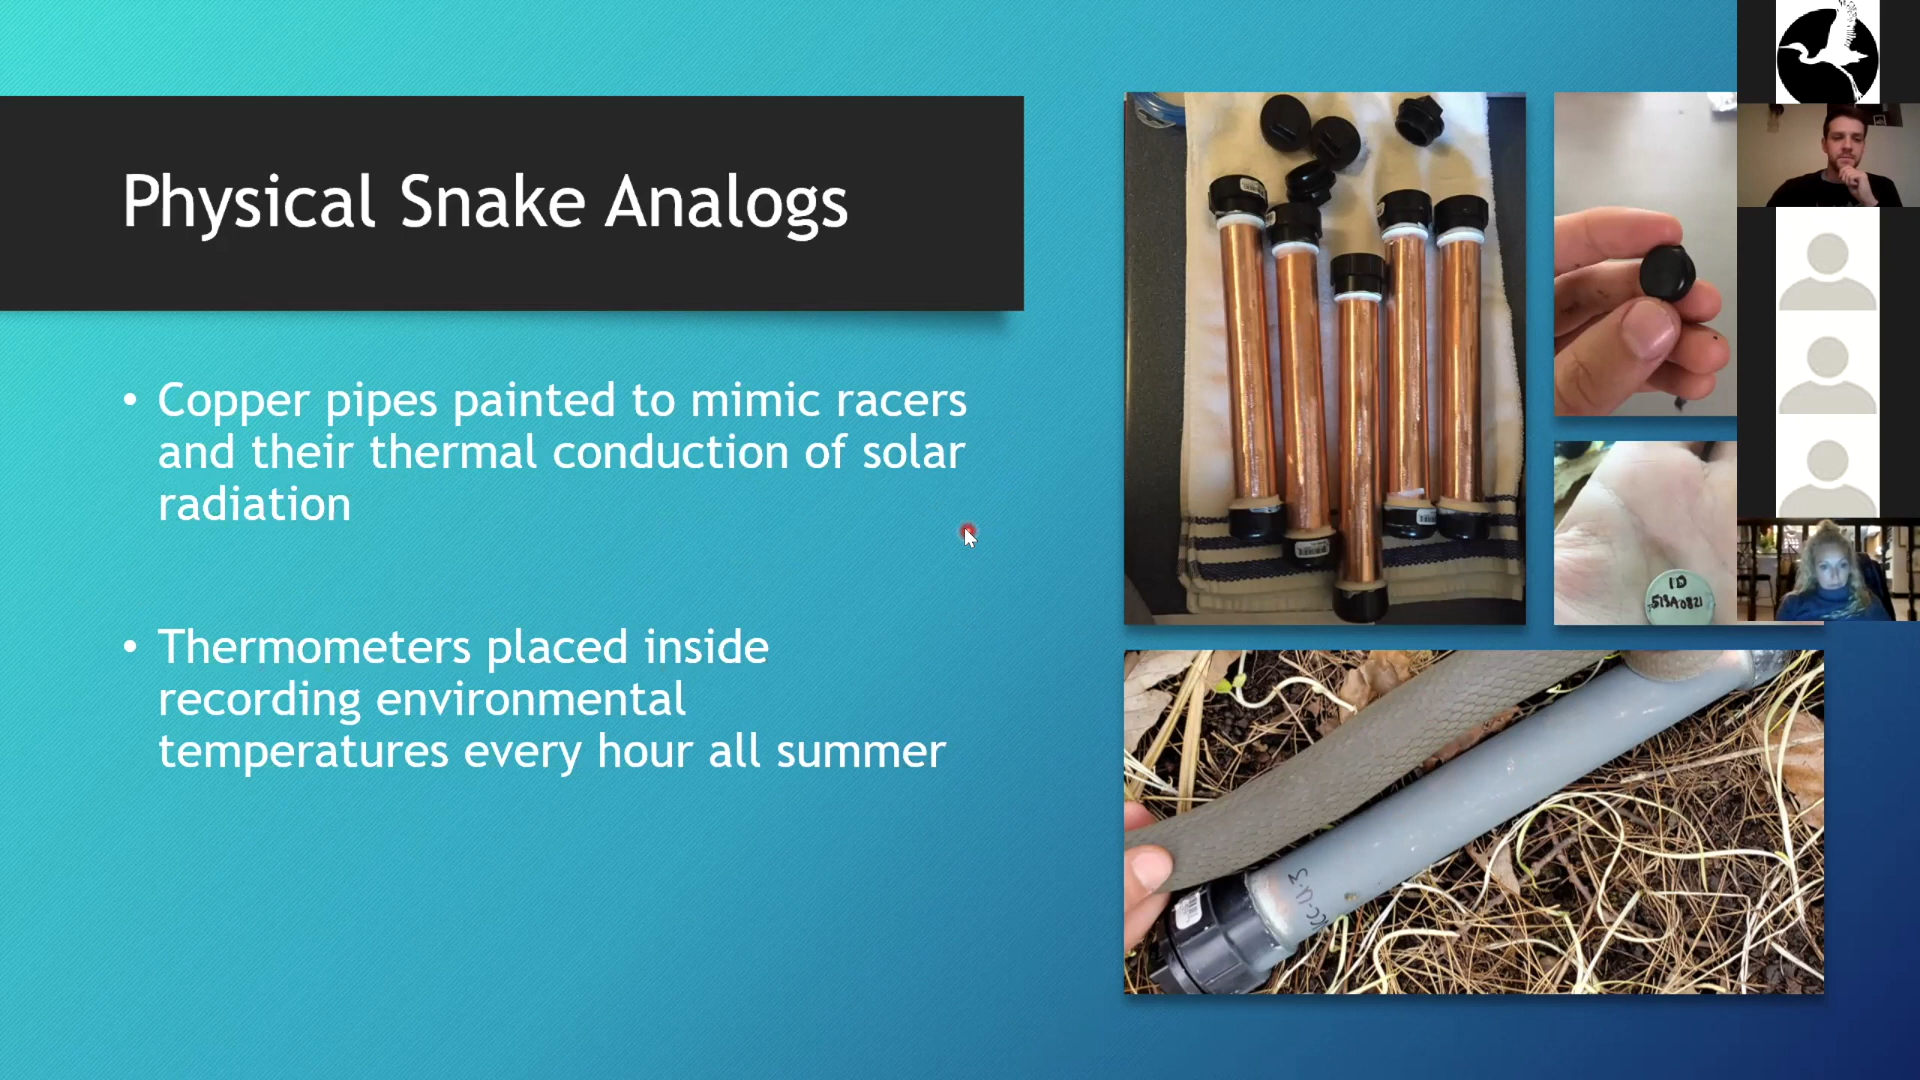 Physical Snake Analogs
• Copper pipes painted to mimic racers
and their thermal conduction of solar
radiation
• Thermometers placed inside
recording environmental
temperatures every hour all summer
ID